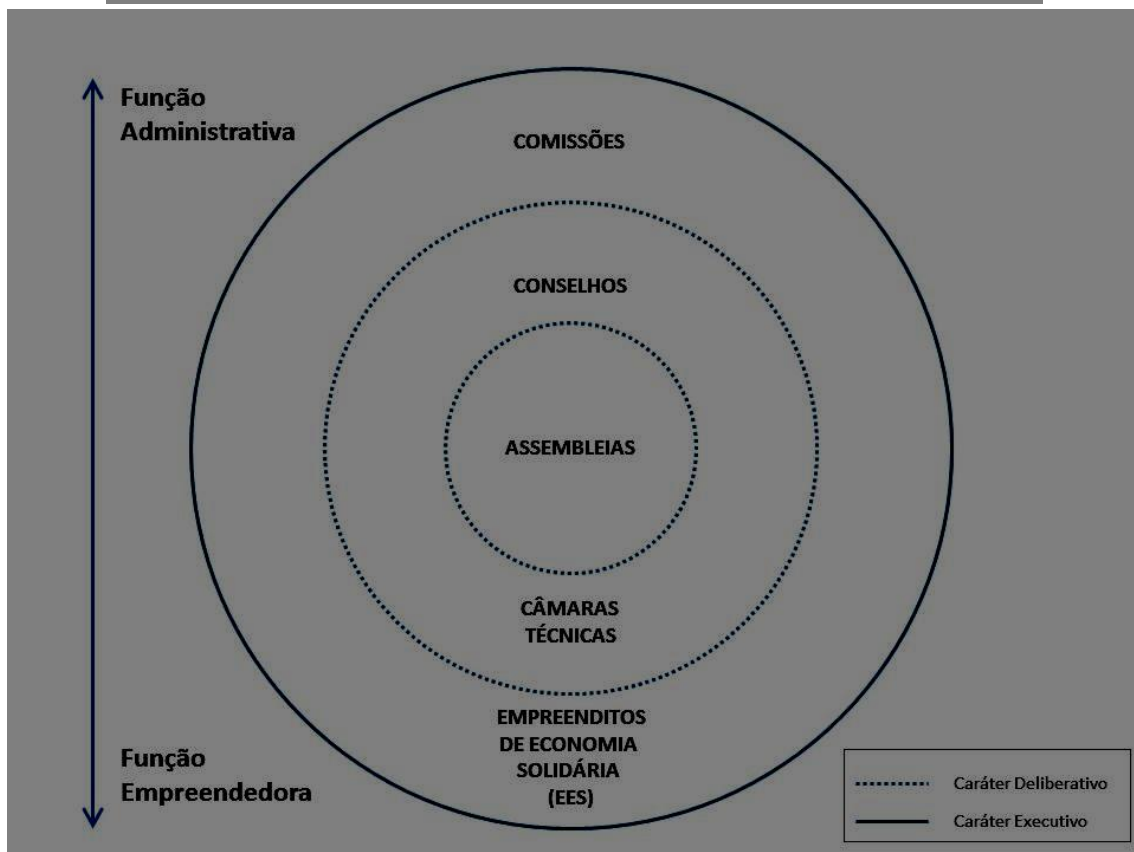 Função
Administrativa
COMISSÕES
CONSELHOS
ASSEMBLEIAS
CÂMARAS
TÉCNICAS
EMPREENDITOS
DE ECONOMIA
SOLIDÁRIA
(EES)
Função
Empreendedora
Caráter Deliberativo
Caráter Executivo